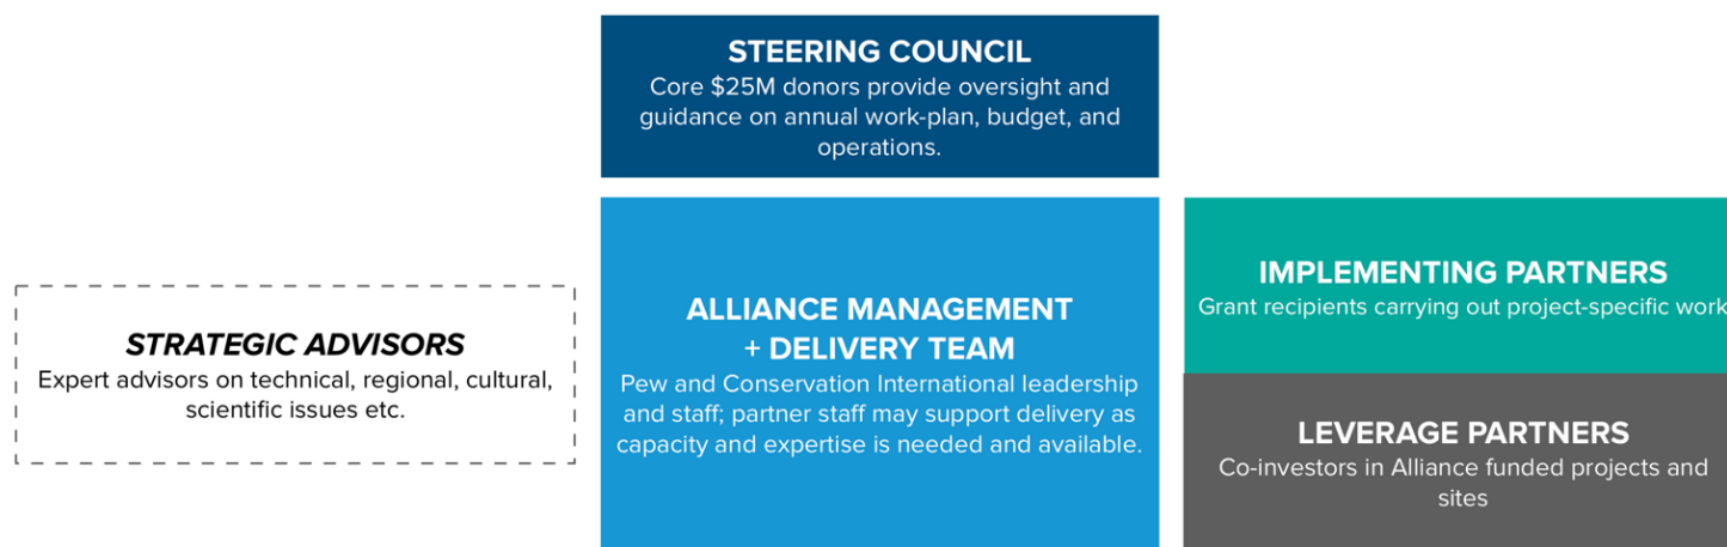 STEERING COUNCIL
Core $25M donors provide oversight and
guidance on annual work-plan, budget, and
operations.
STRATEGIC ADVISORS
Expert advisors on technical, regional, cultural,
scientific issues etc.
ALLIANCE MANAGEMENT
+ DELIVERY TEAM
Pew and Conservation International leadership
and staff; partner staff may support delivery as
capacity and expertise is needed and available.
IMPLEMENTING PARTNERS
Grant recipients carrying out project-specific work
LEVERAGE PARTNERS
Co-investors in Alliance funded projects and
sites